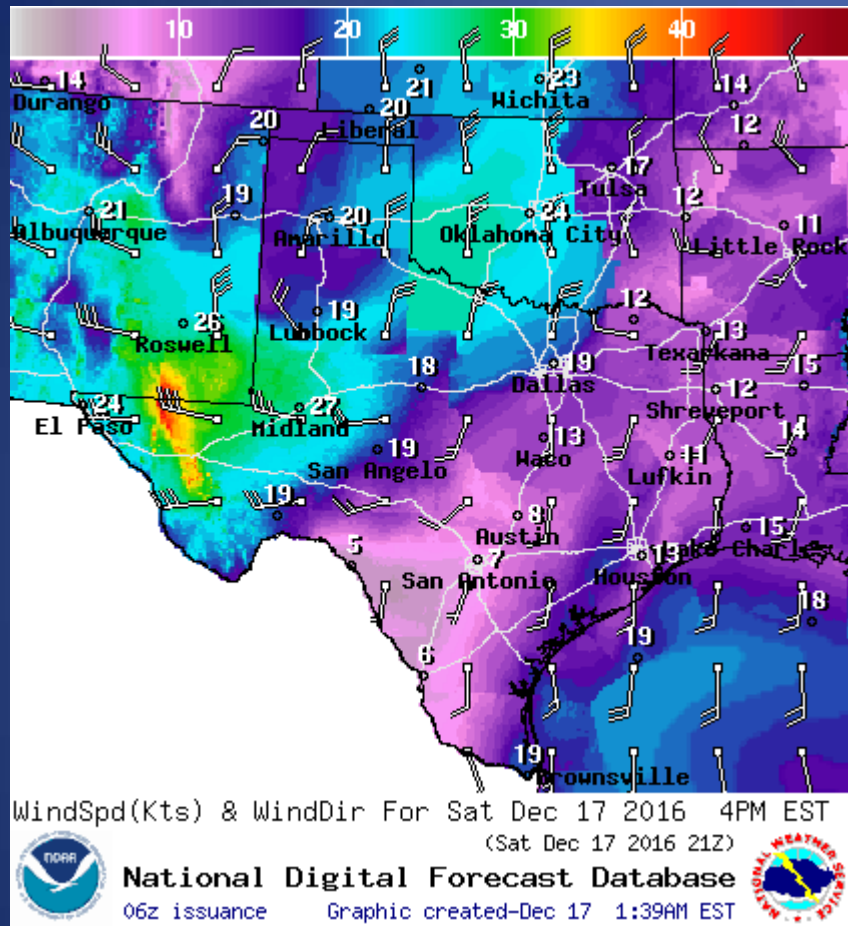 10 20 30 40
14 21 23 14
Durango Wichita
20 20 Liberal 12
17
Tulsa
21 19 20 24 12 11
Albuquerque Amarillo Oklahoma City Little Rock
26 19 12 13
Roswell Lubbock Texarkana
18 19 15
Dallas 12
24 27 Shreveport
El Paso Midland
19 13 14
San Angelo Waco 11
Lufkin
19 8 15
Austin
5 7 13 Lake Charles
San Antonio Houston
18
6 19
19
Brownsville
WindSpd(Kts) & WindDir For Sat Dec 17 2016 4PM EST
(Sat Dec 17 2016 21Z)
NOAA
National Digital Forecast Database
06z issuance Graphic created-Dec 17 1:39AM EST
NATIONAL WEATHER SERVICE